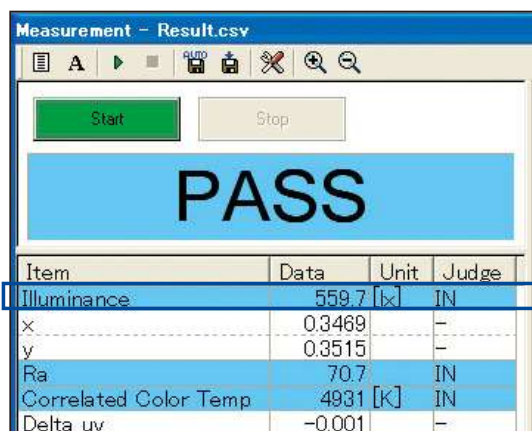 Measurement - Result.csv
A AUTO
Start Stop
PASS
Item Data Unit Judge
Illuminance 559.7 [lx] IN
x 0.3469 -
y 0.3515 -
Ra 70.7 IN
Correlated Color Temp 4931 [K] IN
Delta uv -0.001 -